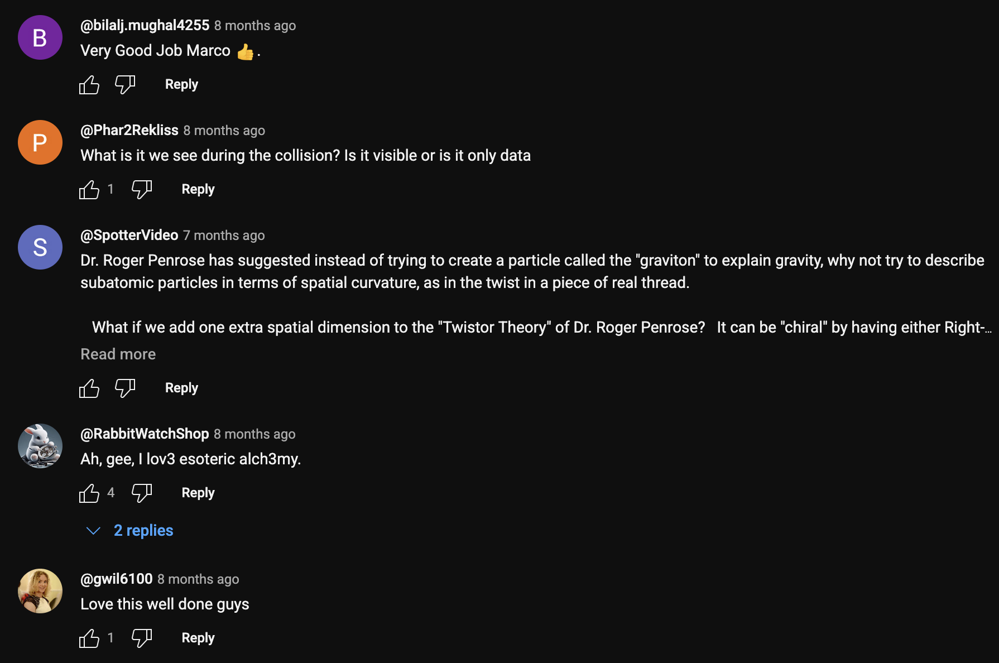 B
@bilalj.mughal4255 8 months ago
Very Good Job Marco 👍.
Reply
P
@Phar2Rekliss 8 months ago
What is it we see during the collision? Is it visible or is it only data
1 Reply
S
@SpotterVideo 7 months ago
Dr. Roger Penrose has suggested instead of trying to create a particle called the "graviton" to explain gravity, why not try to describe
subatomic particles in terms of spatial curvature, as in the twist in a piece of real thread.
What if we add one extra spatial dimension to the "Twistor Theory" of Dr. Roger Penrose? It can be "chiral" by having either Right-...
Read more
Reply
@RabbitWatchShop 8 months ago
Ah, gee, I lov3 esoteric alch3my.
4 Reply
2 replies
@gwil6100 8 months ago
Love this well done guys
1 Reply